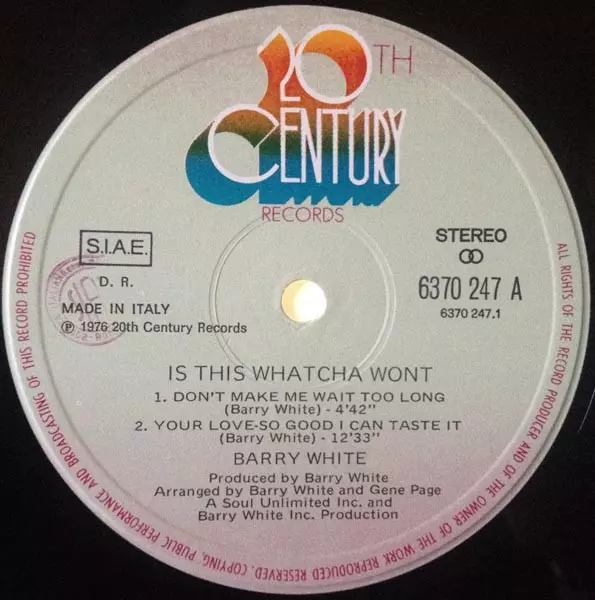 20TH
CENTURY
RECORDS
S.I.A.E.
D. R.
MADE IN ITALY
℗ 1976 20th Century Records
STEREO
6370 247 A
6370 247.1
IS THIS WHATCHA WONT
1. DON'T MAKE ME WAIT TOO LONG
(Barry White) - 4'42"
2. YOUR LOVE-SO GOOD I CAN TASTE IT
(Barry White) - 12'33"
BARRY WHITE
Produced by Barry White
Arranged by Barry White and Gene Page
A Soul Unlimited Inc. and
Barry White Inc. Production
ALL RIGHTS OF THE RECORD PRODUCER AND OF THE OWNER OF THE WORK REPRODUCED RESERVED. COPYING, PUBLIC PERFORMANCE AND BROADCASTING OF THIS RECORD PROHIBITED